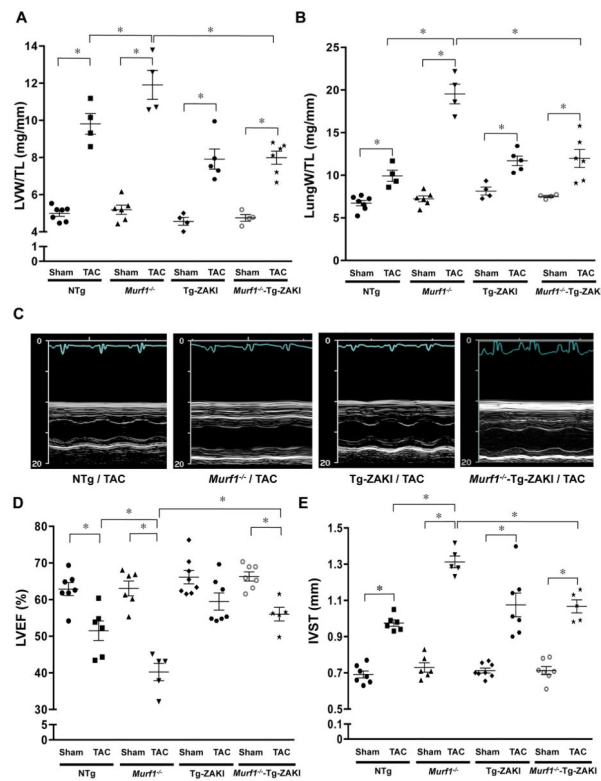 A
LVW/TL (mg/mm)
14
12
10
8
6
4
1
0
* * * * * *
Sham TAC Sham TAC Sham TAC Sham TAC
NTg Murf1-/- Tg-ZAKI Murf1-/--Tg-ZAKI
B
LungW/TL (mg/mm)
25
20
15
10
5
0
* * * * * *
Sham TAC Sham TAC Sham TAC Sham TAC
NTg Murf1-/- Tg-ZAKI Murf1-/--Tg-ZAKI
C
0
20
NTg / TAC
0
20
Murf1-/- / TAC
0
20
Tg-ZAKI / TAC
0
20
Murf1-/--Tg-ZAKI / TAC
D
LVEF (%)
80
70
60
50
40
30
5
0
* * * * *
Sham TAC Sham TAC Sham TAC Sham TAC
NTg Murf1-/- Tg-ZAKI Murf1-/--Tg-ZAKI
E
IVST (mm)
1.5
1.3
1.1
0.9
0.7
0.5
0.1
0
* * * * * *
Sham TAC Sham TAC Sham TAC Sham TAC
NTg Murf1-/- Tg-ZAKI Murf1-/--Tg-ZAKI